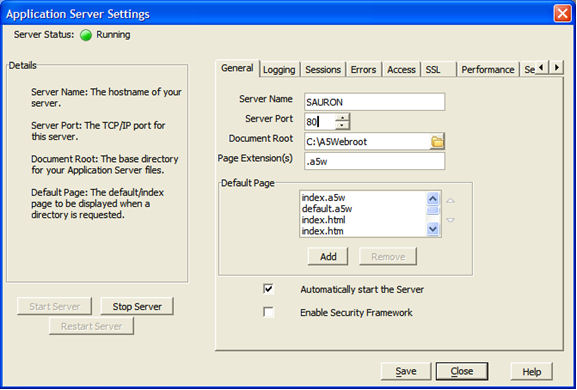 Application Server Settings
Server Status: Running
Details
Server Name: The hostname of your
server.
Server Port: The TCP/IP port for
this server.
Document Root: The base directory
for your Application Server files.
Default Page: The default/index
page to be displayed when a
directory is requested.
Start Server Stop Server
Restart Server
General Logging Sessions Errors Access SSL Performance Se
Server Name SAURON
Server Port 80
Document Root C:\A5Webroot
Page Extension(s) .a5w
Default Page
index.a5w
default.a5w
index.html
index.htm
Add Remove
Automatically start the Server
Enable Security Framework
Save Close Help